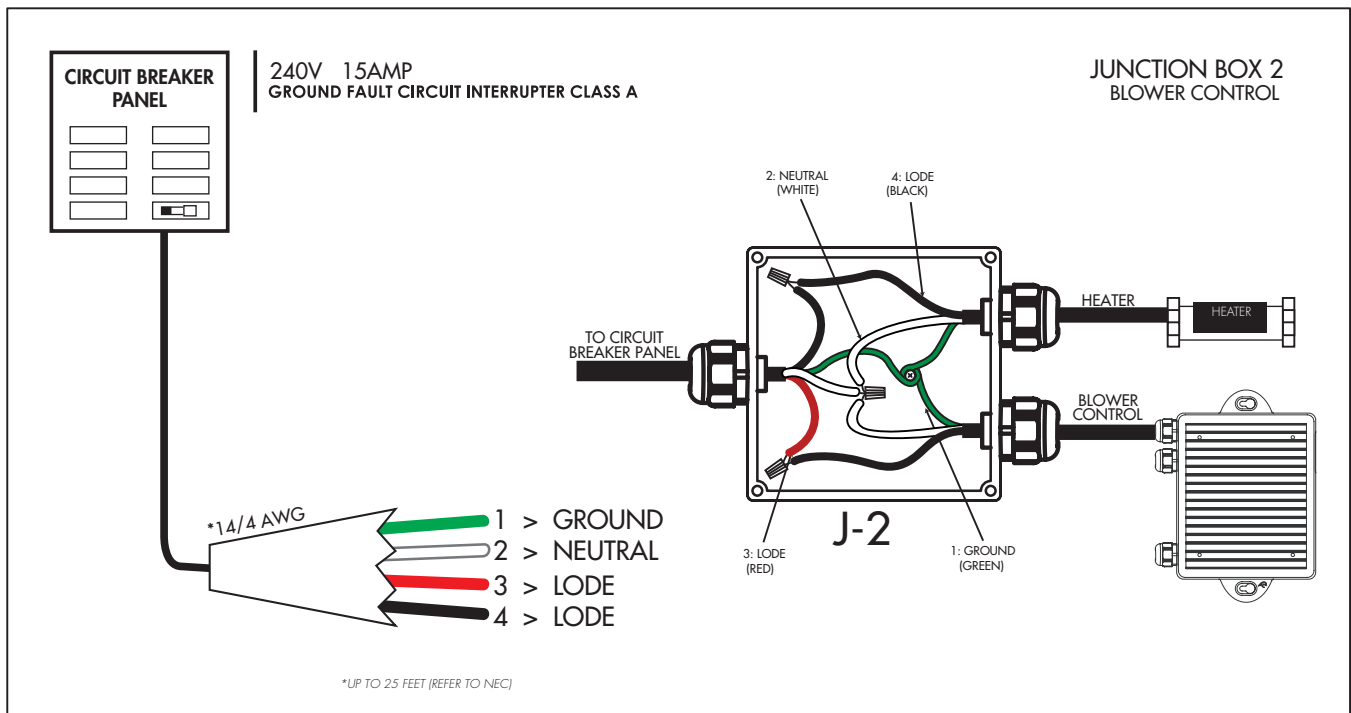 CIRCUIT BREAKER
PANEL
240V 15AMP
GROUND FAULT CIRCUIT INTERRUPTER CLASS A
JUNCTION BOX 2
BLOWER CONTROL
2: NEUTRAL
(WHITE)
4: LODE
(BLACK)
TO CIRCUIT
BREAKER PANEL
HEATER
HEATER
BLOWER
CONTROL
J-2
3: LODE
(RED)
1: GROUND
(GREEN)
*14/4 AWG
1 > GROUND
2 > NEUTRAL
3 > LODE
4 > LODE
*UP TO 25 FEET (REFER TO NEC)